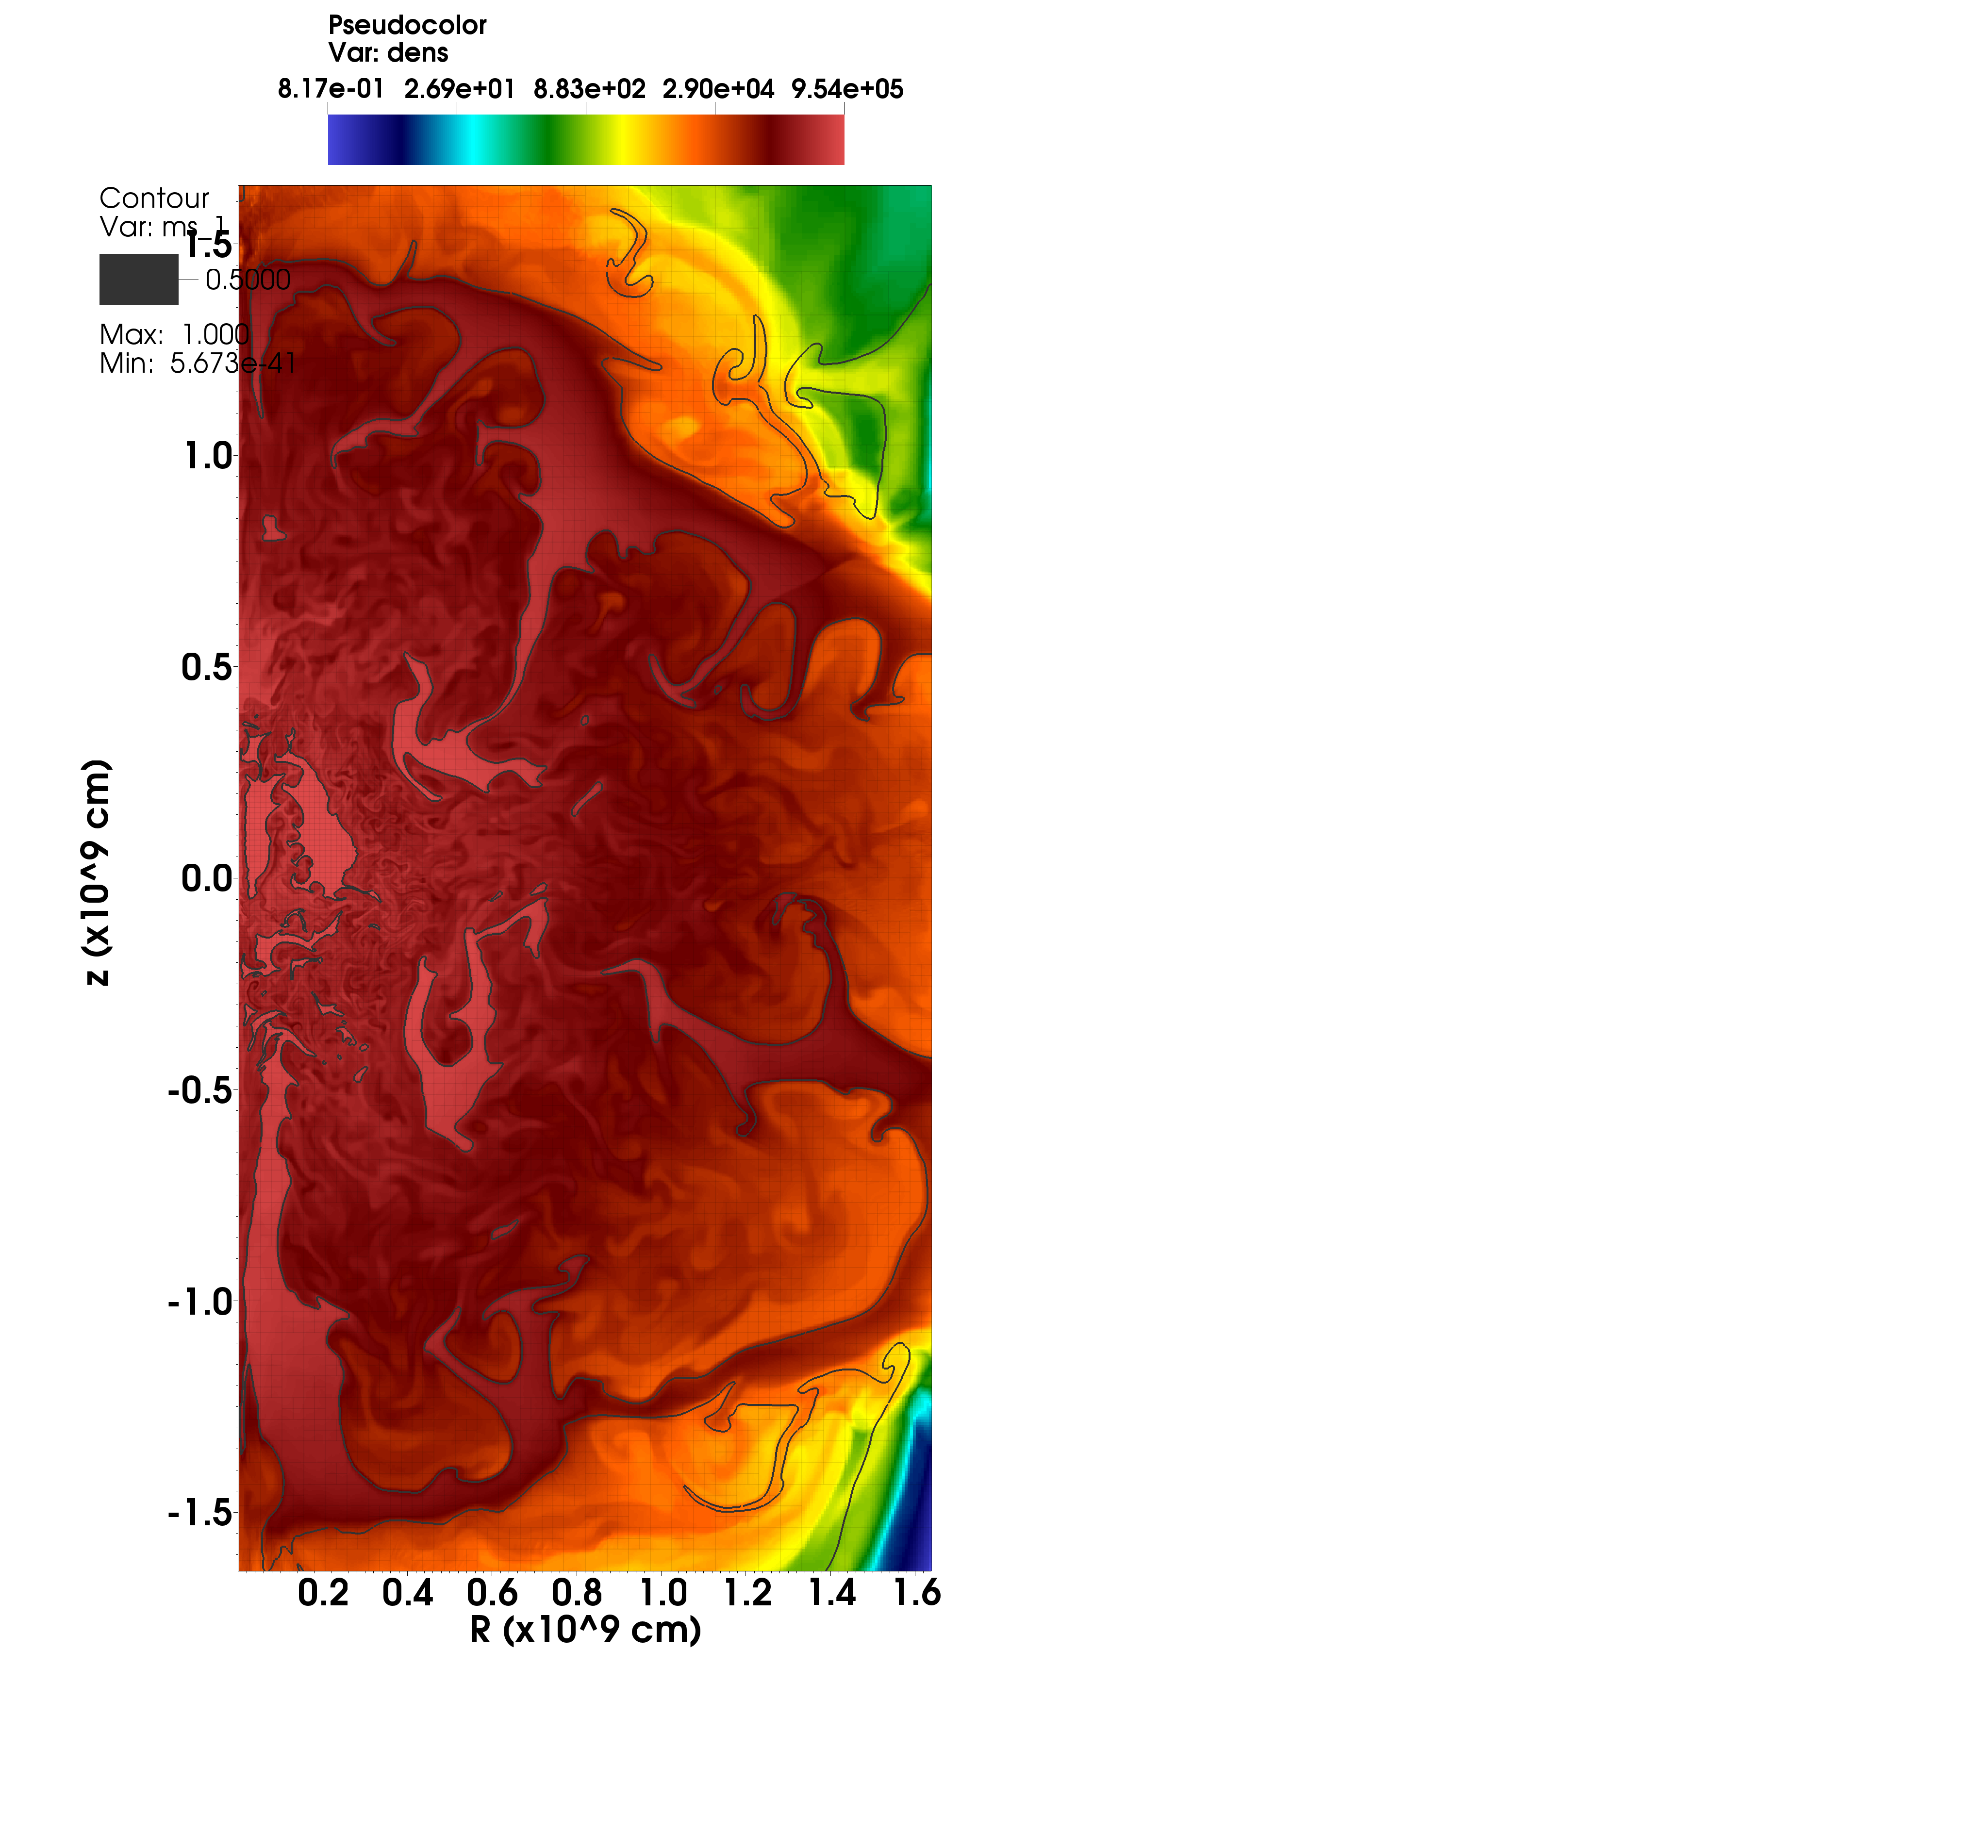 Pseudocolor
Var: dens
8.17e-01 2.69e+01 8.83e+02 2.90e+04 9.54e+05
Contour
Var: ms_1
1.5
0.5000
Max: 1.000
Min: 5.673e-41
1.0
0.5
0.0
-0.5
-1.0
-1.5
z (x10^9 cm)
0.2 0.4 0.6 0.8 1.0 1.2 1.4 1.6
R (x10^9 cm)